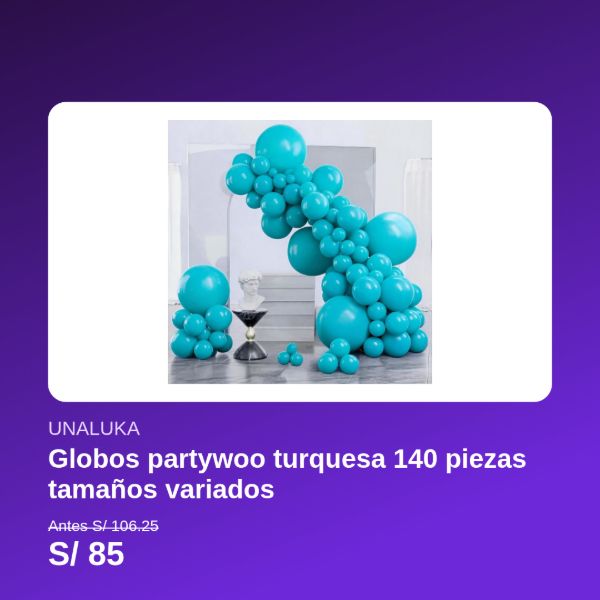 UNALUKA
Globos partywoo turquesa 140 piezas
tamaños variados
Antes S/ 106.25
S/ 85